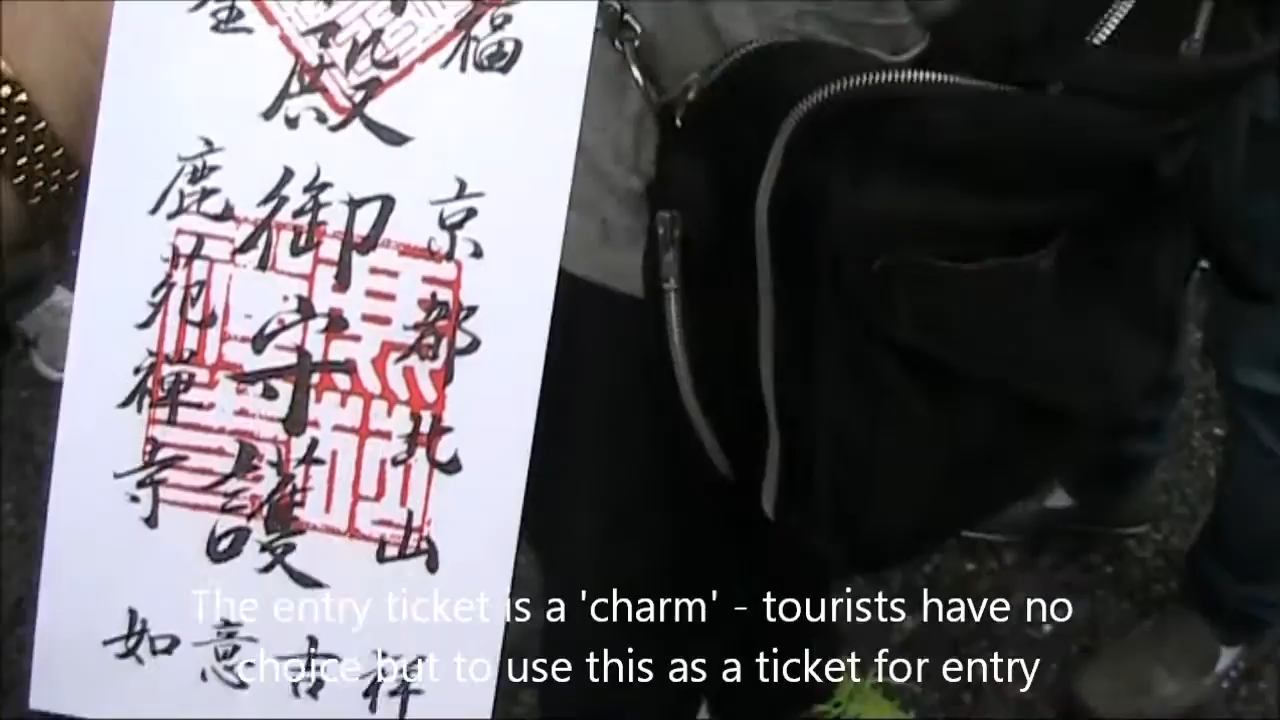 福
京都北山
殿
御守護
鹿苑禅寺
如意吉祥
The entry ticket is a 'charm' - tourists have no
choice but to use this as a ticket for entry